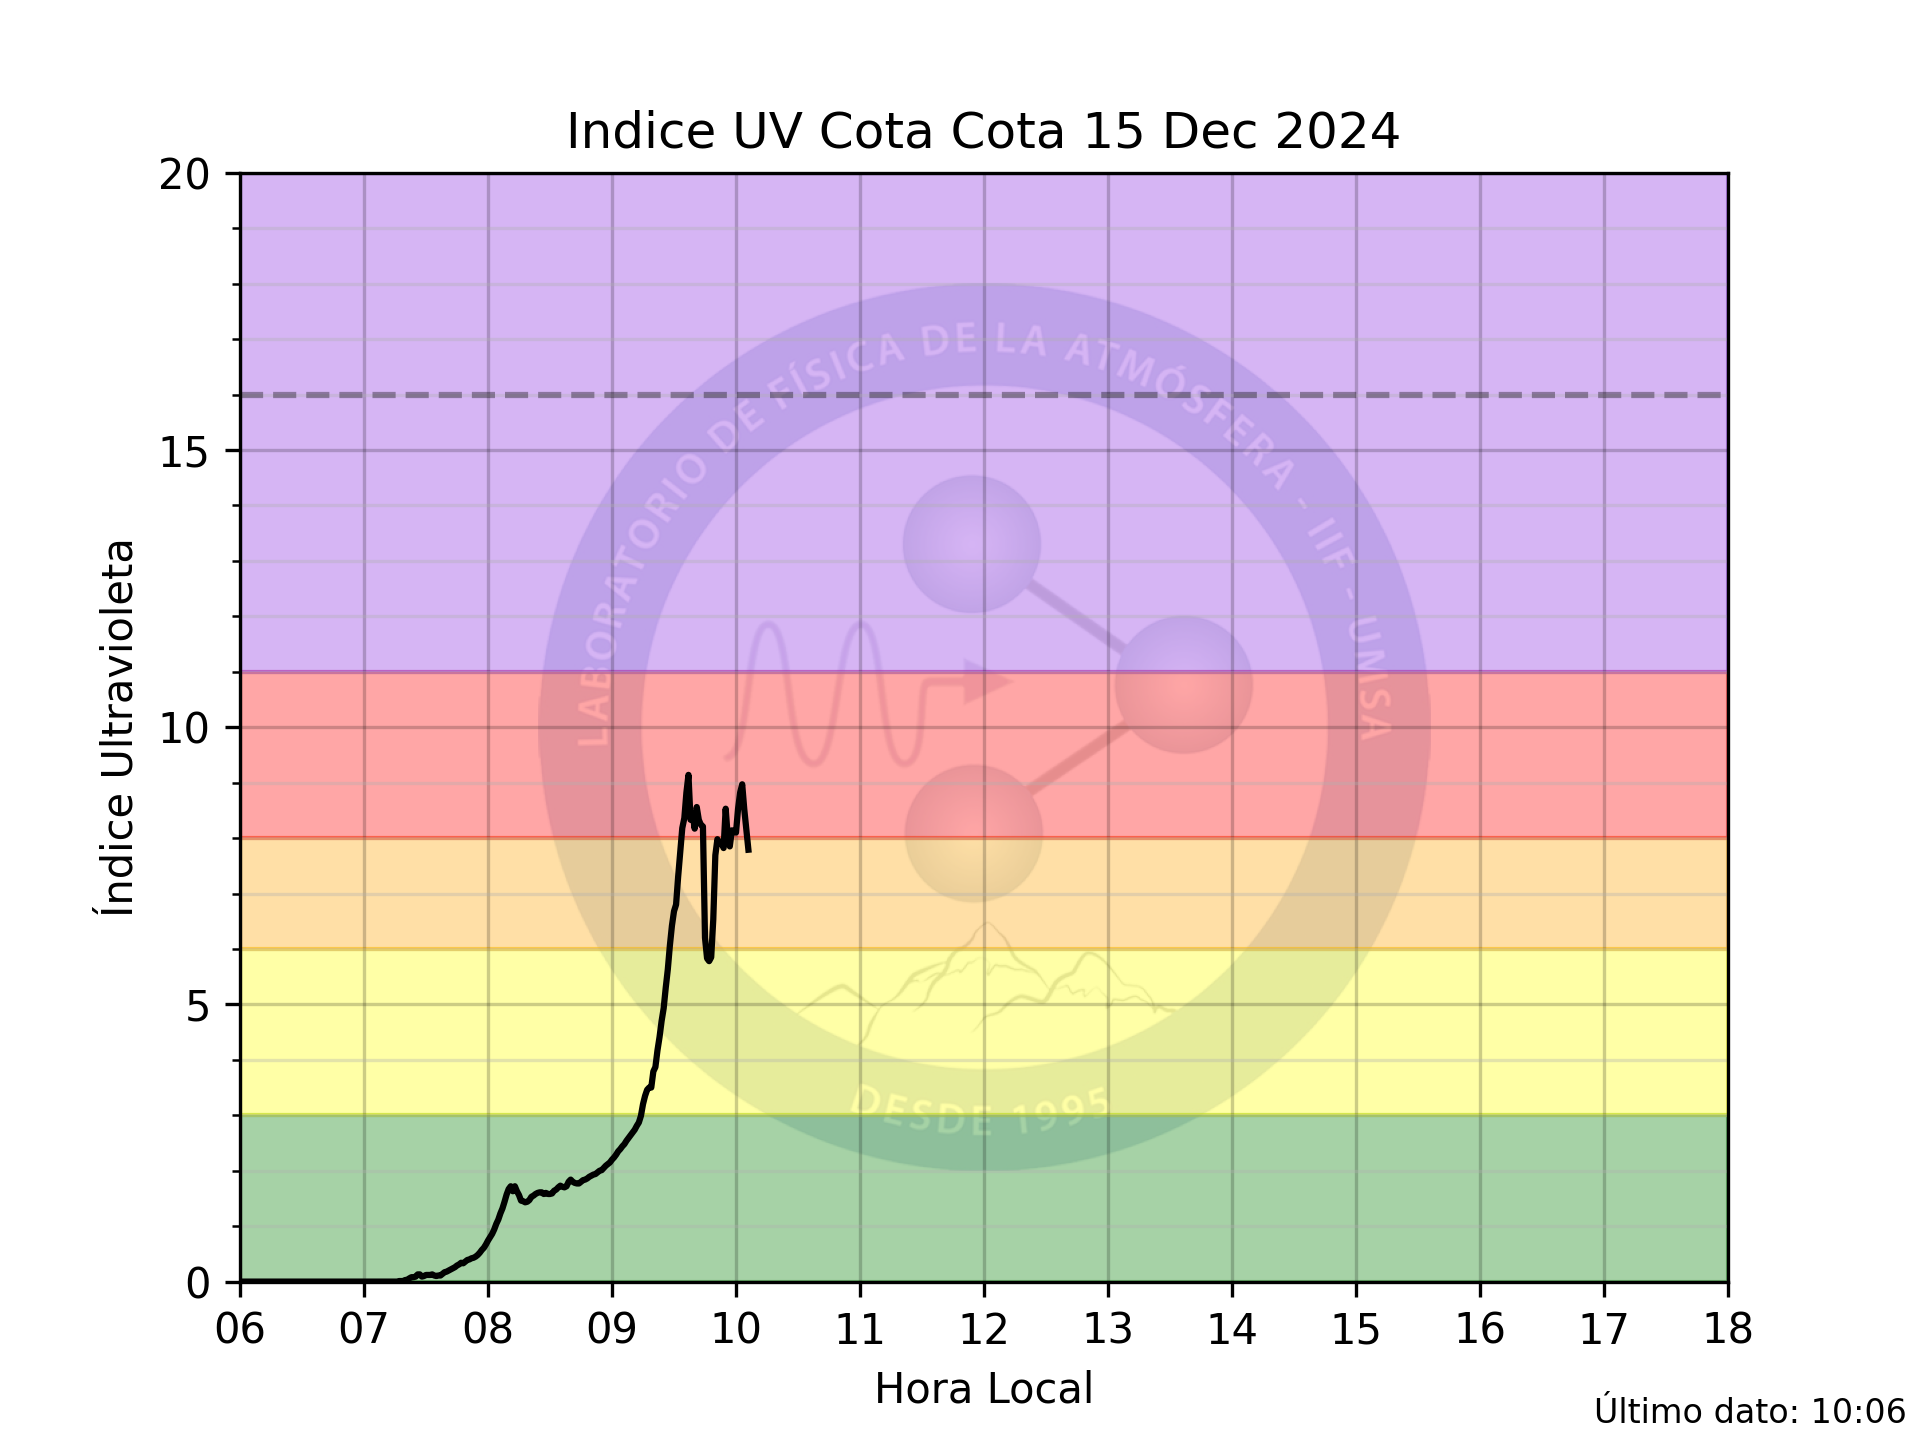 Indice UV Cota Cota 15 Dec 2024
20
15
10
5
0
Índice Ultravioleta
LABORATORIO DE FÍSICA DE LA ATMÓSFERA - IIF - UMSA
DESDE 1995
06 07 08 09 10 11 12 13 14 15 16 17 18
Hora Local
Último dato: 10:06